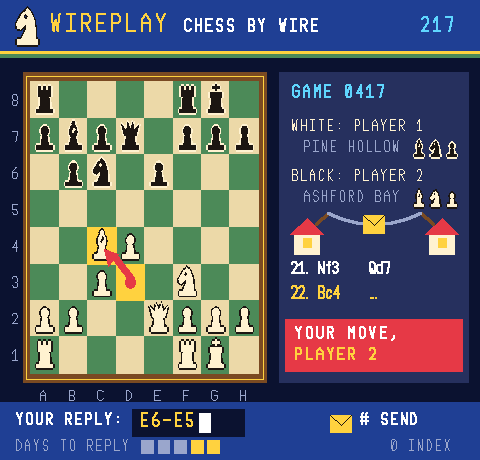 WIREPLAY CHESS BY WIRE 217
GAME 0417
WHITE: PLAYER 1
PINE HOLLOW
BLACK: PLAYER 2
ASHFORD BAY
21. Nf3 Qd7
22. Bc4 …
YOUR MOVE,
PLAYER 2
8
7
6
5
4
3
2
1
A B C D E F G H
YOUR REPLY: E6-E5 # SEND
DAYS TO REPLY 0 INDEX